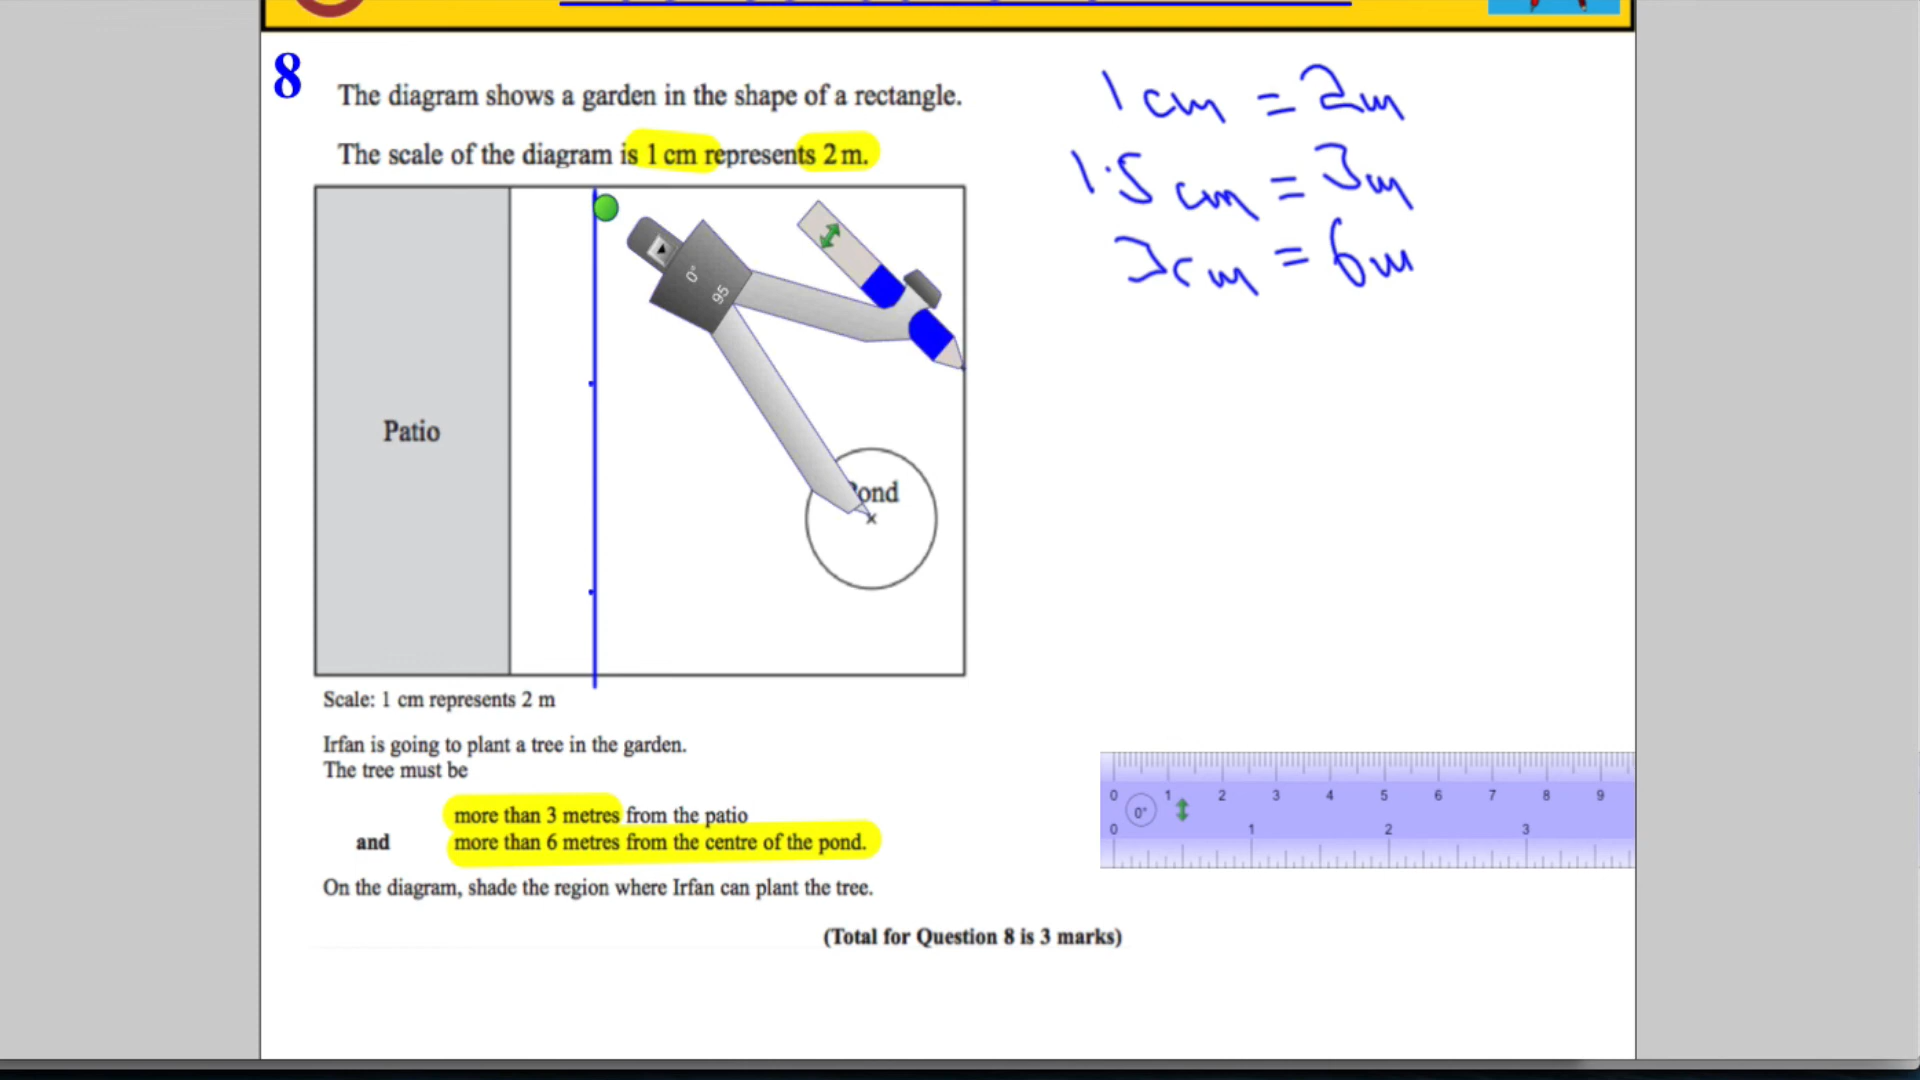 8
The diagram shows a garden in the shape of a rectangle.
1 cm = 2m
The scale of the diagram is 1 cm represents 2 m.
1.5 cm = 3m
3cm = 6m
0°
95
Patio
ond
×
Scale: 1 cm represents 2 m
Irfan is going to plant a tree in the garden.
The tree must be
more than 3 metres from the patio
and more than 6 metres from the centre of the pond.
0 1 2 3 4 5 6 7 8 9
0°
0 1 2 3
On the diagram, shade the region where Irfan can plant the tree.
(Total for Question 8 is 3 marks)